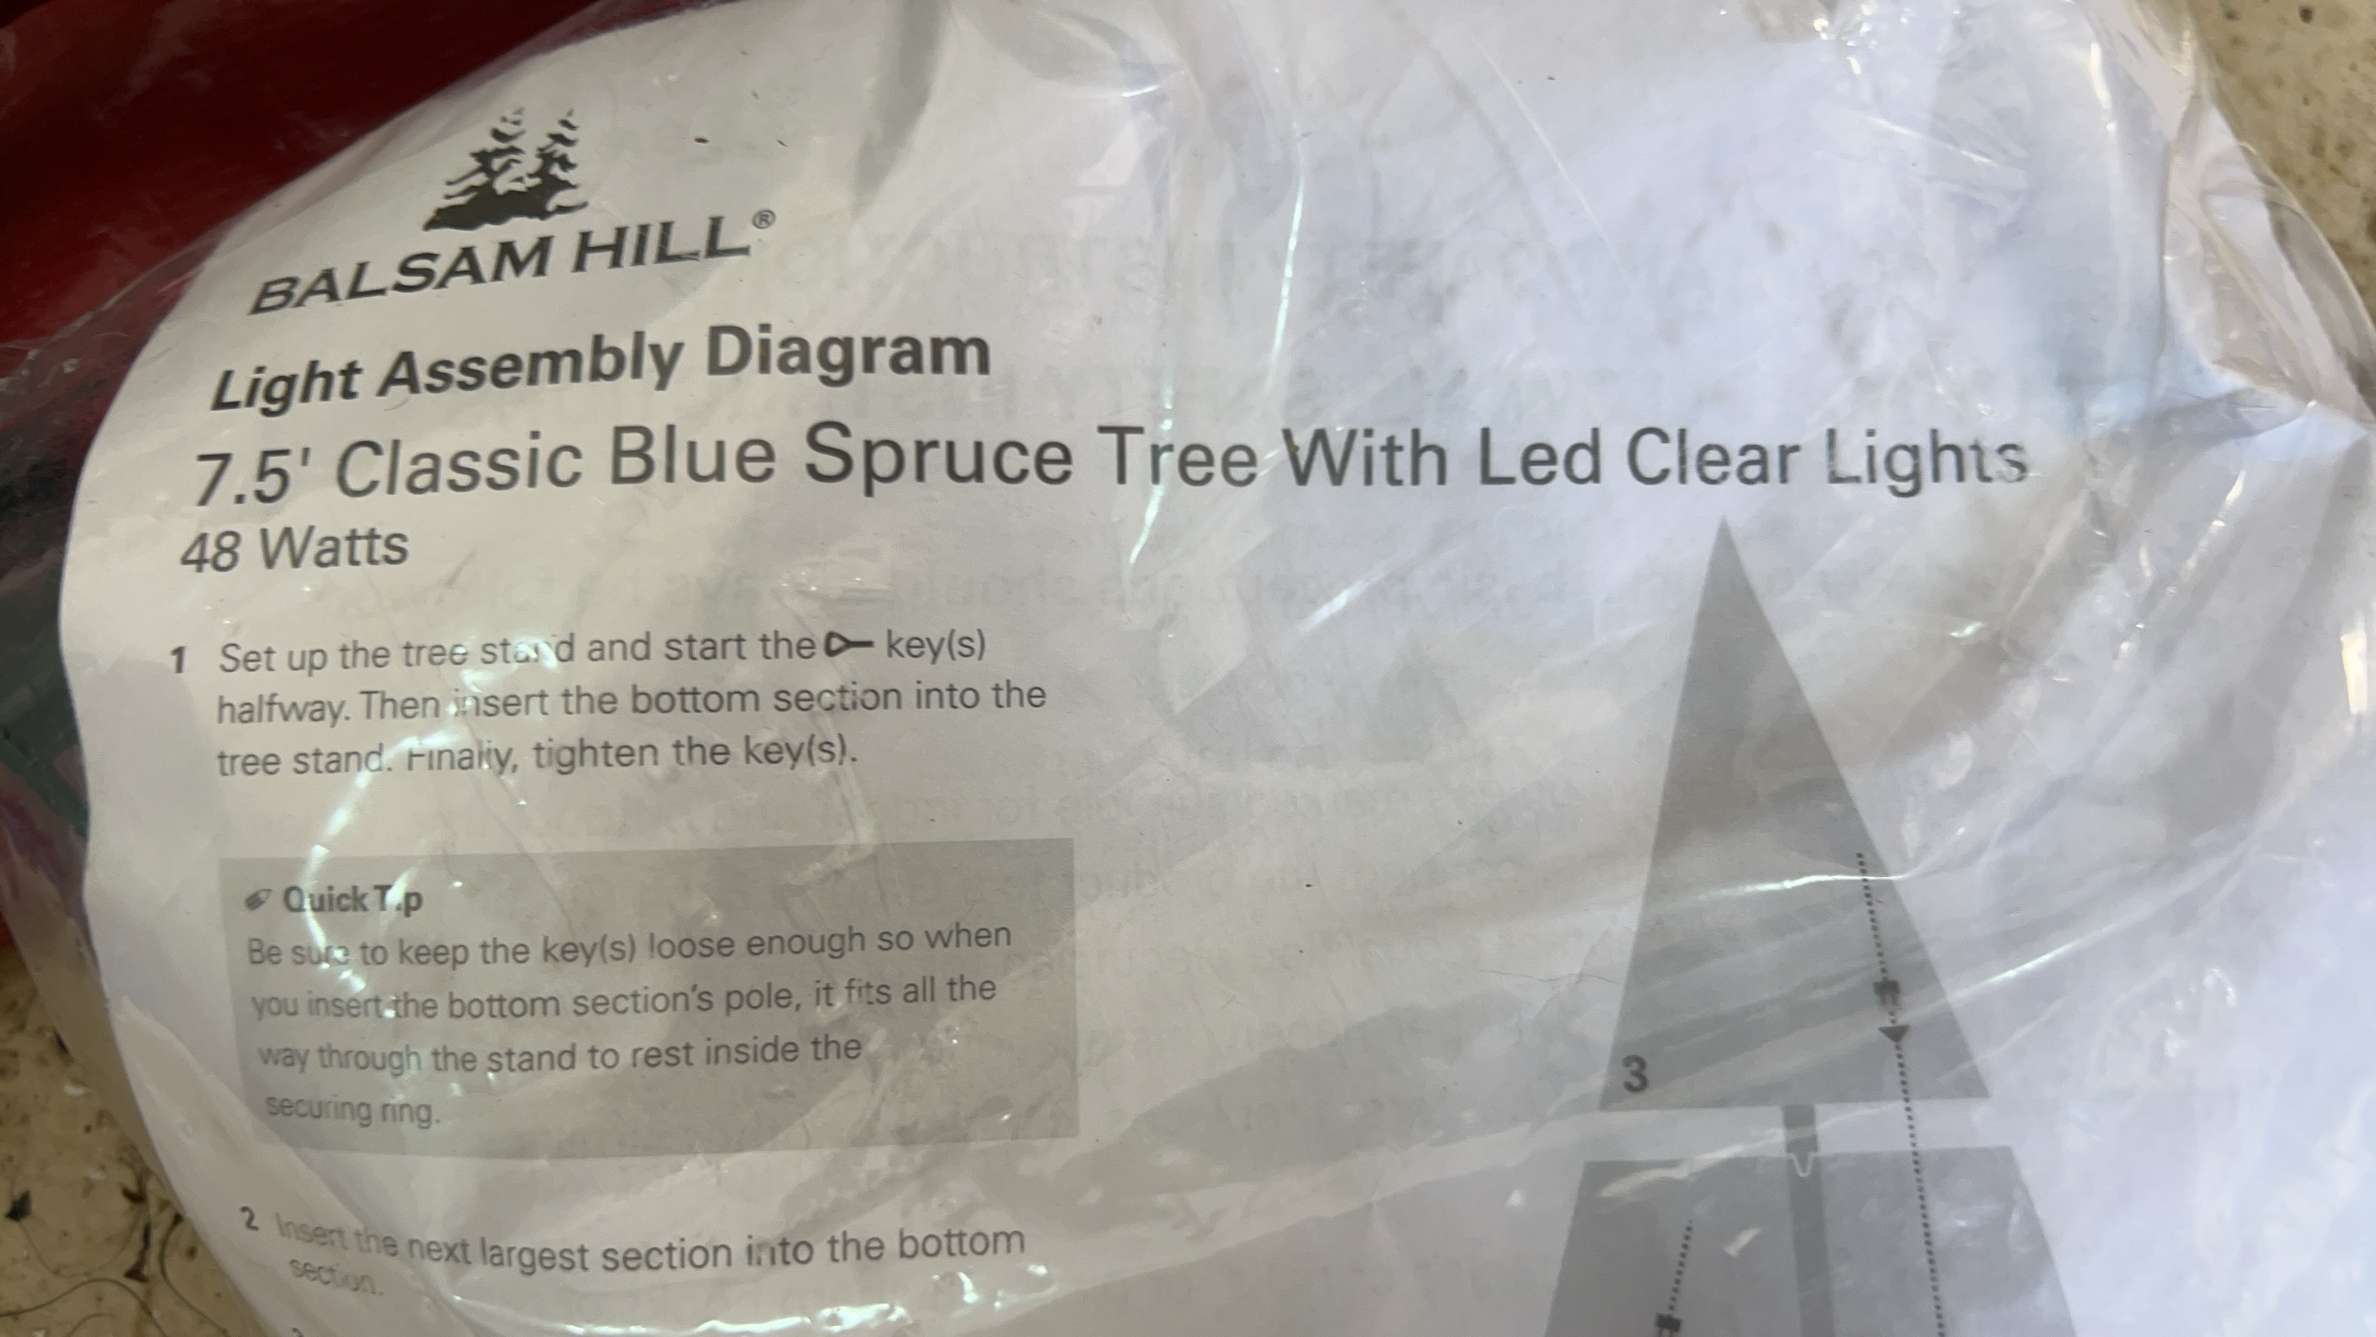 BALSAM HILL®
Light Assembly Diagram
7.5' Classic Blue Spruce Tree With Led Clear Lights
48 Watts
1 Set up the tree stand and start the key(s)
halfway. Then insert the bottom section into the
tree stand. Finally, tighten the key(s).
Quick Tip
Be sure to keep the key(s) loose enough so when
you insert the bottom section's pole, it fits all the
way through the stand to rest inside the
securing ring.
3
2 Insert the next largest section into the bottom
section.